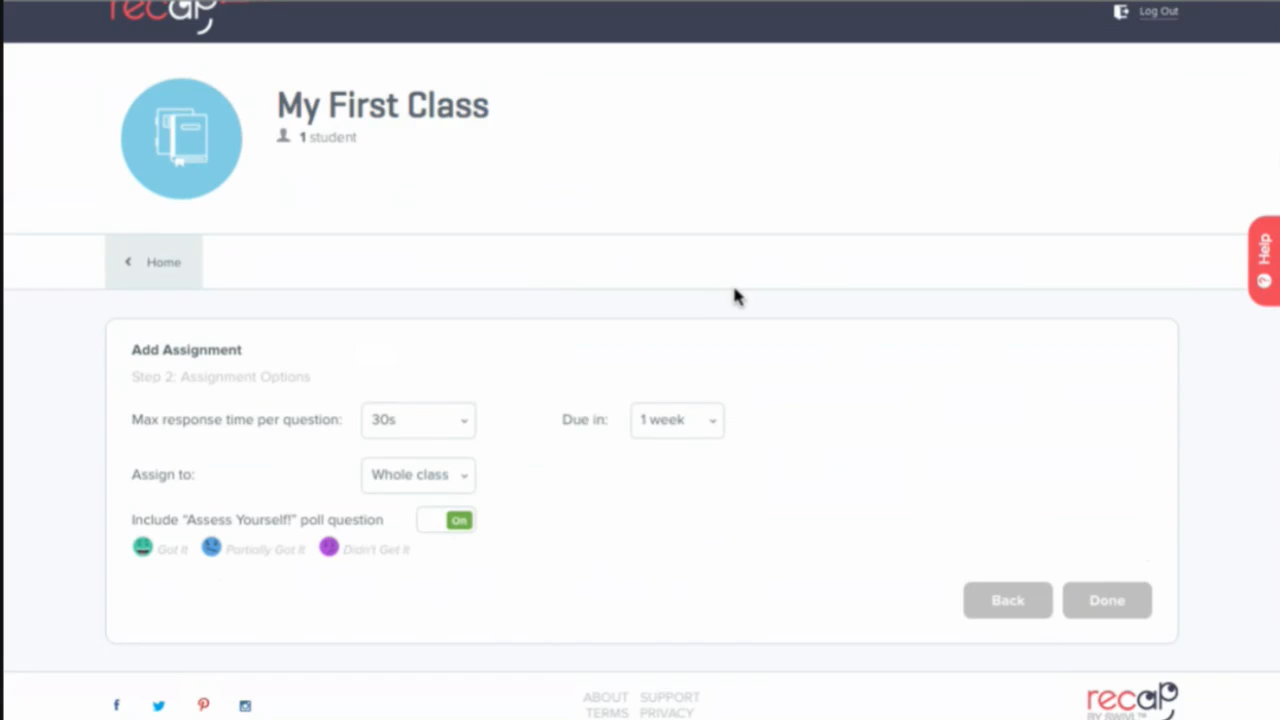 recap
Log Out
My First Class
1 student
Home
Help
Add Assignment
Step 2: Assignment Options
Max response time per question: 30s Due in: 1 week
Assign to: Whole class
Include "Assess Yourself!" poll question On
Got It Partially Got It Didn't Get It
Back Done
ABOUT SUPPORT
TERMS PRIVACY
recap
BY SWIVL™